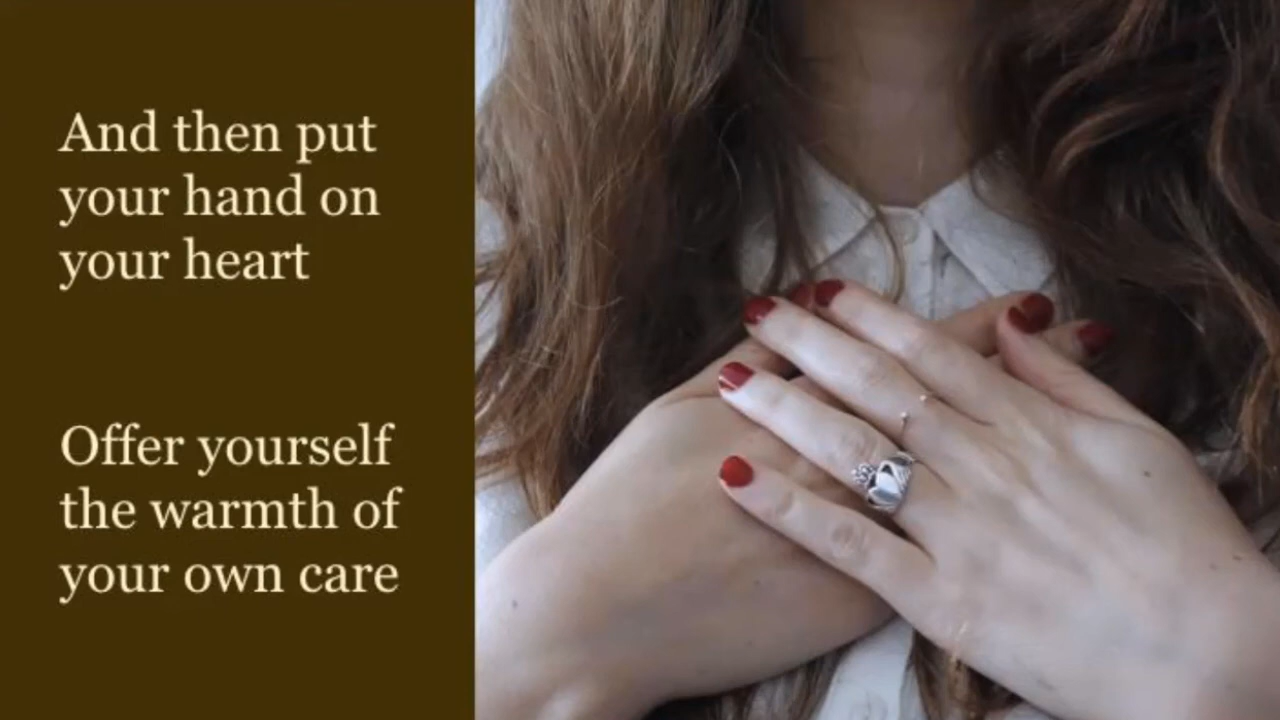 And then put
your hand on
your heart
Offer yourself
the warmth of
your own care